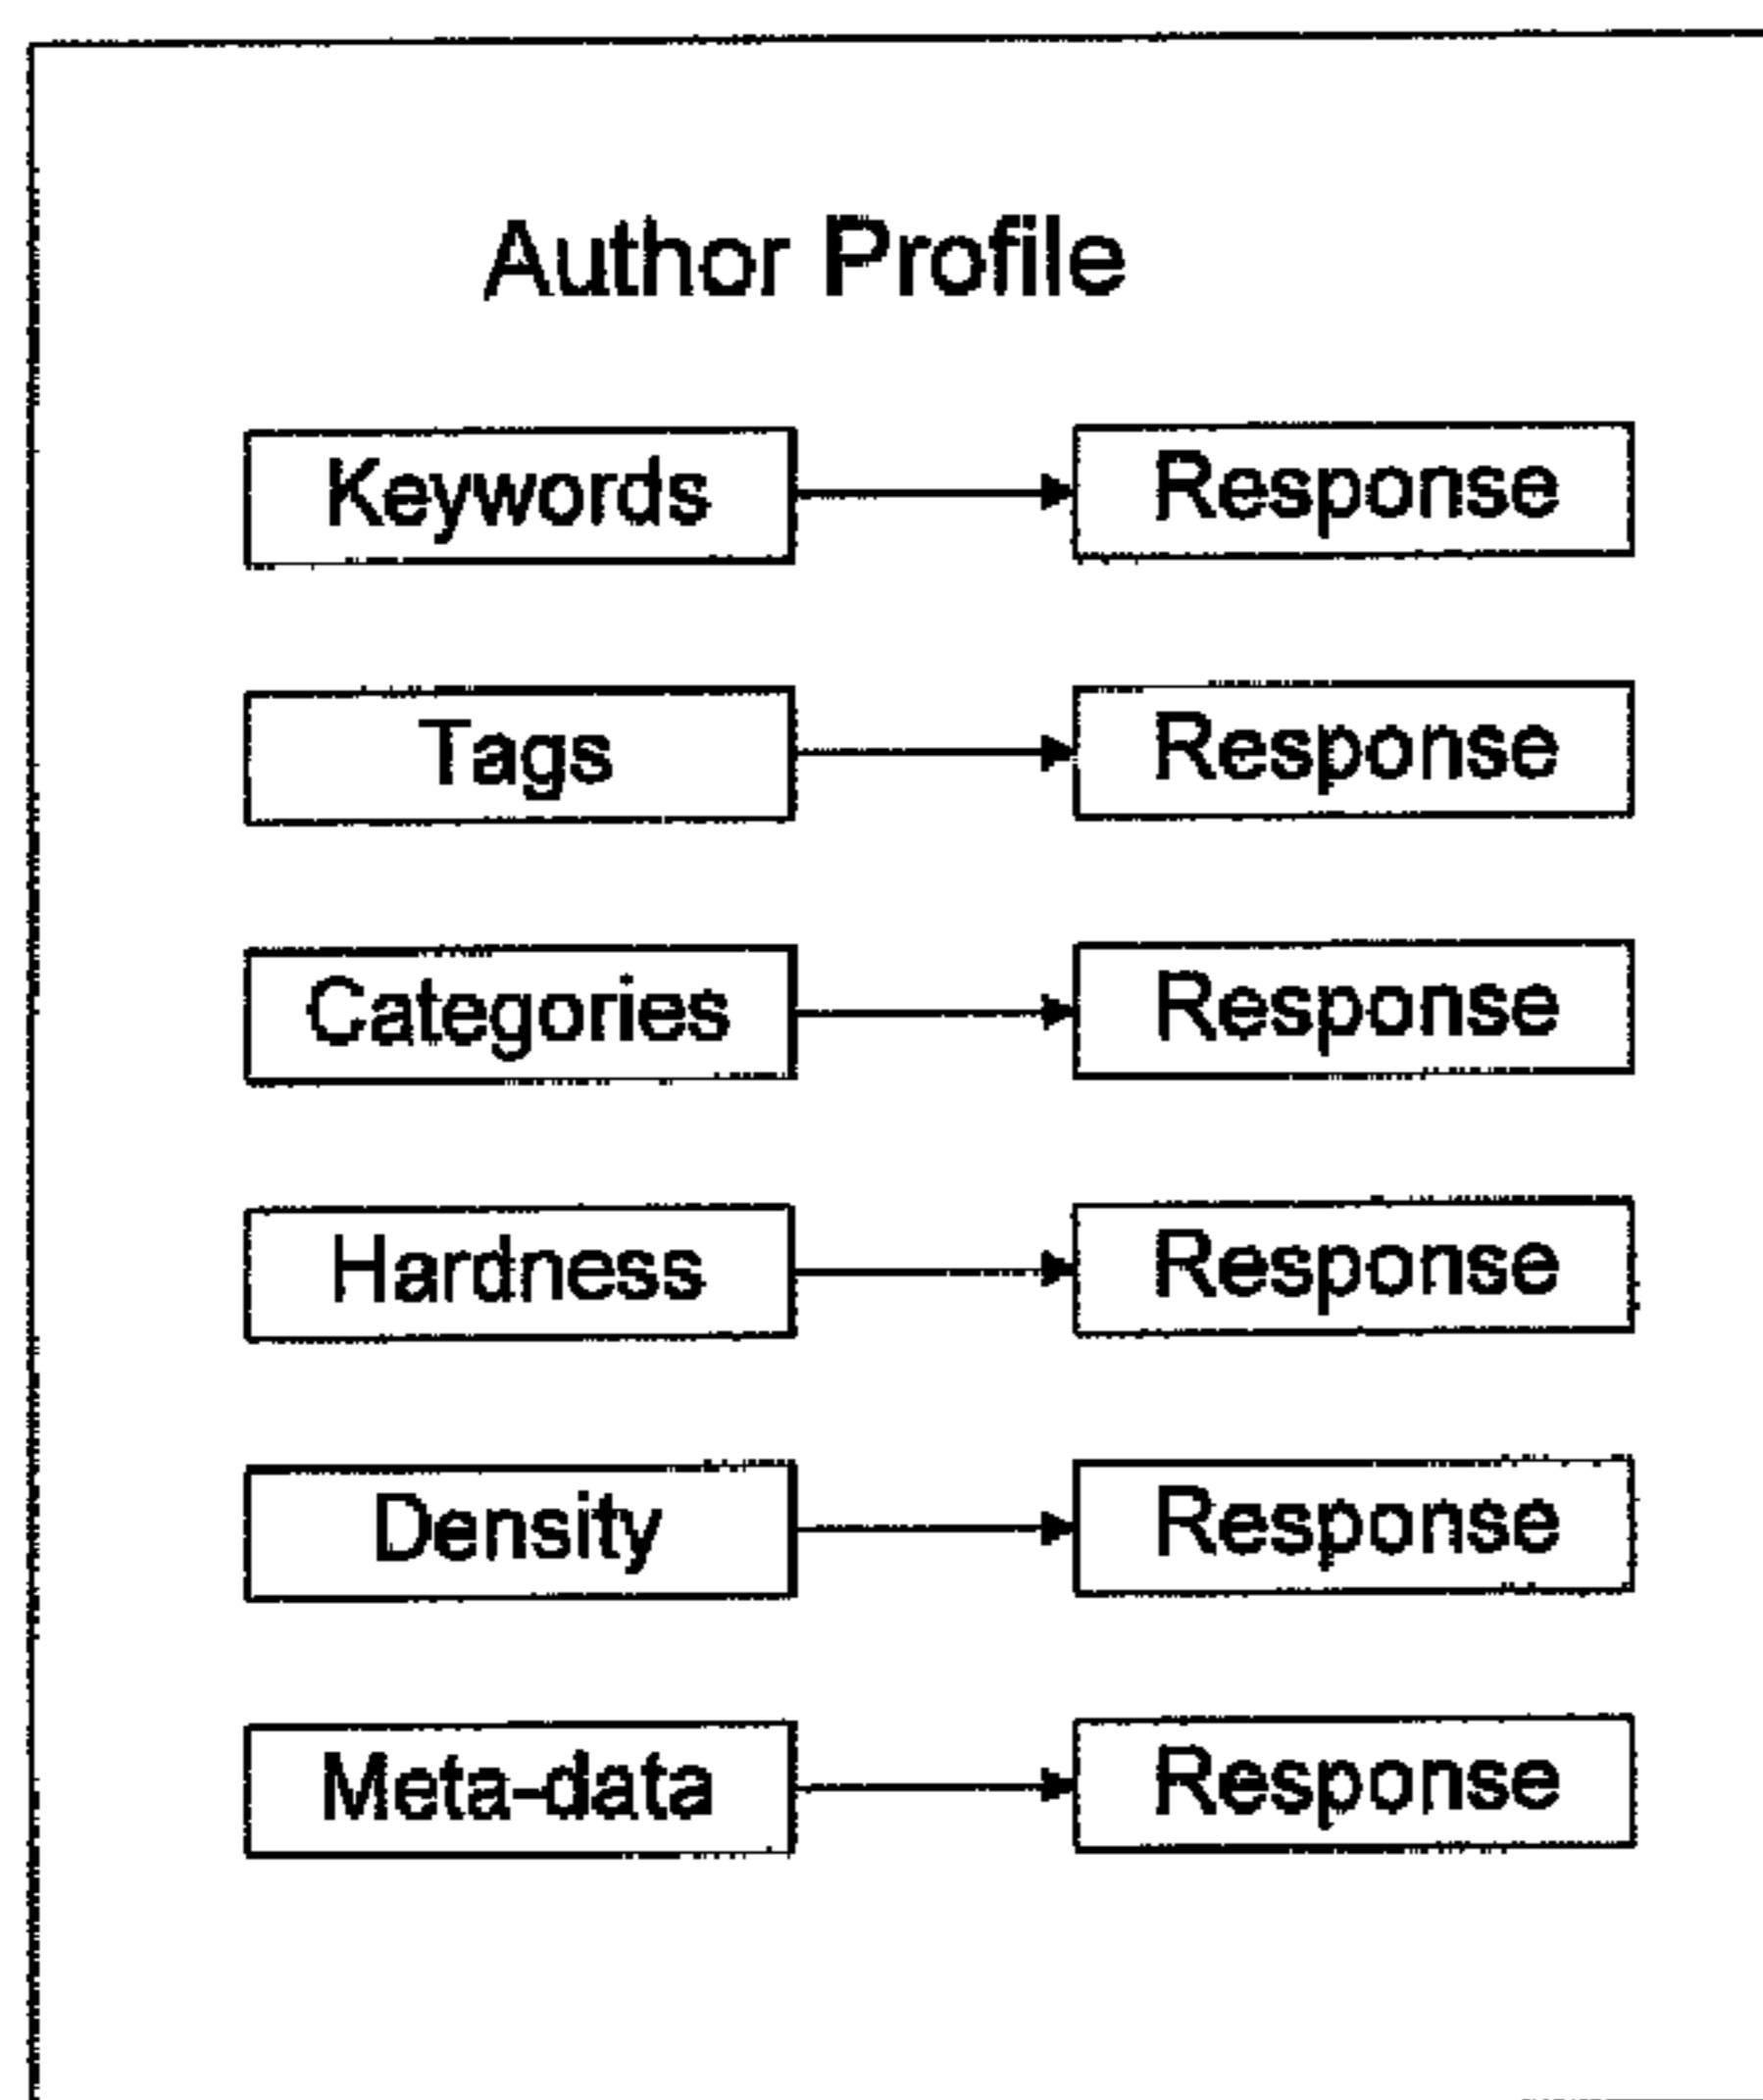 Author Profile
Keywords Response
Tags Response
Categories Response
Hardness Response
Density Response
Meta-data Response